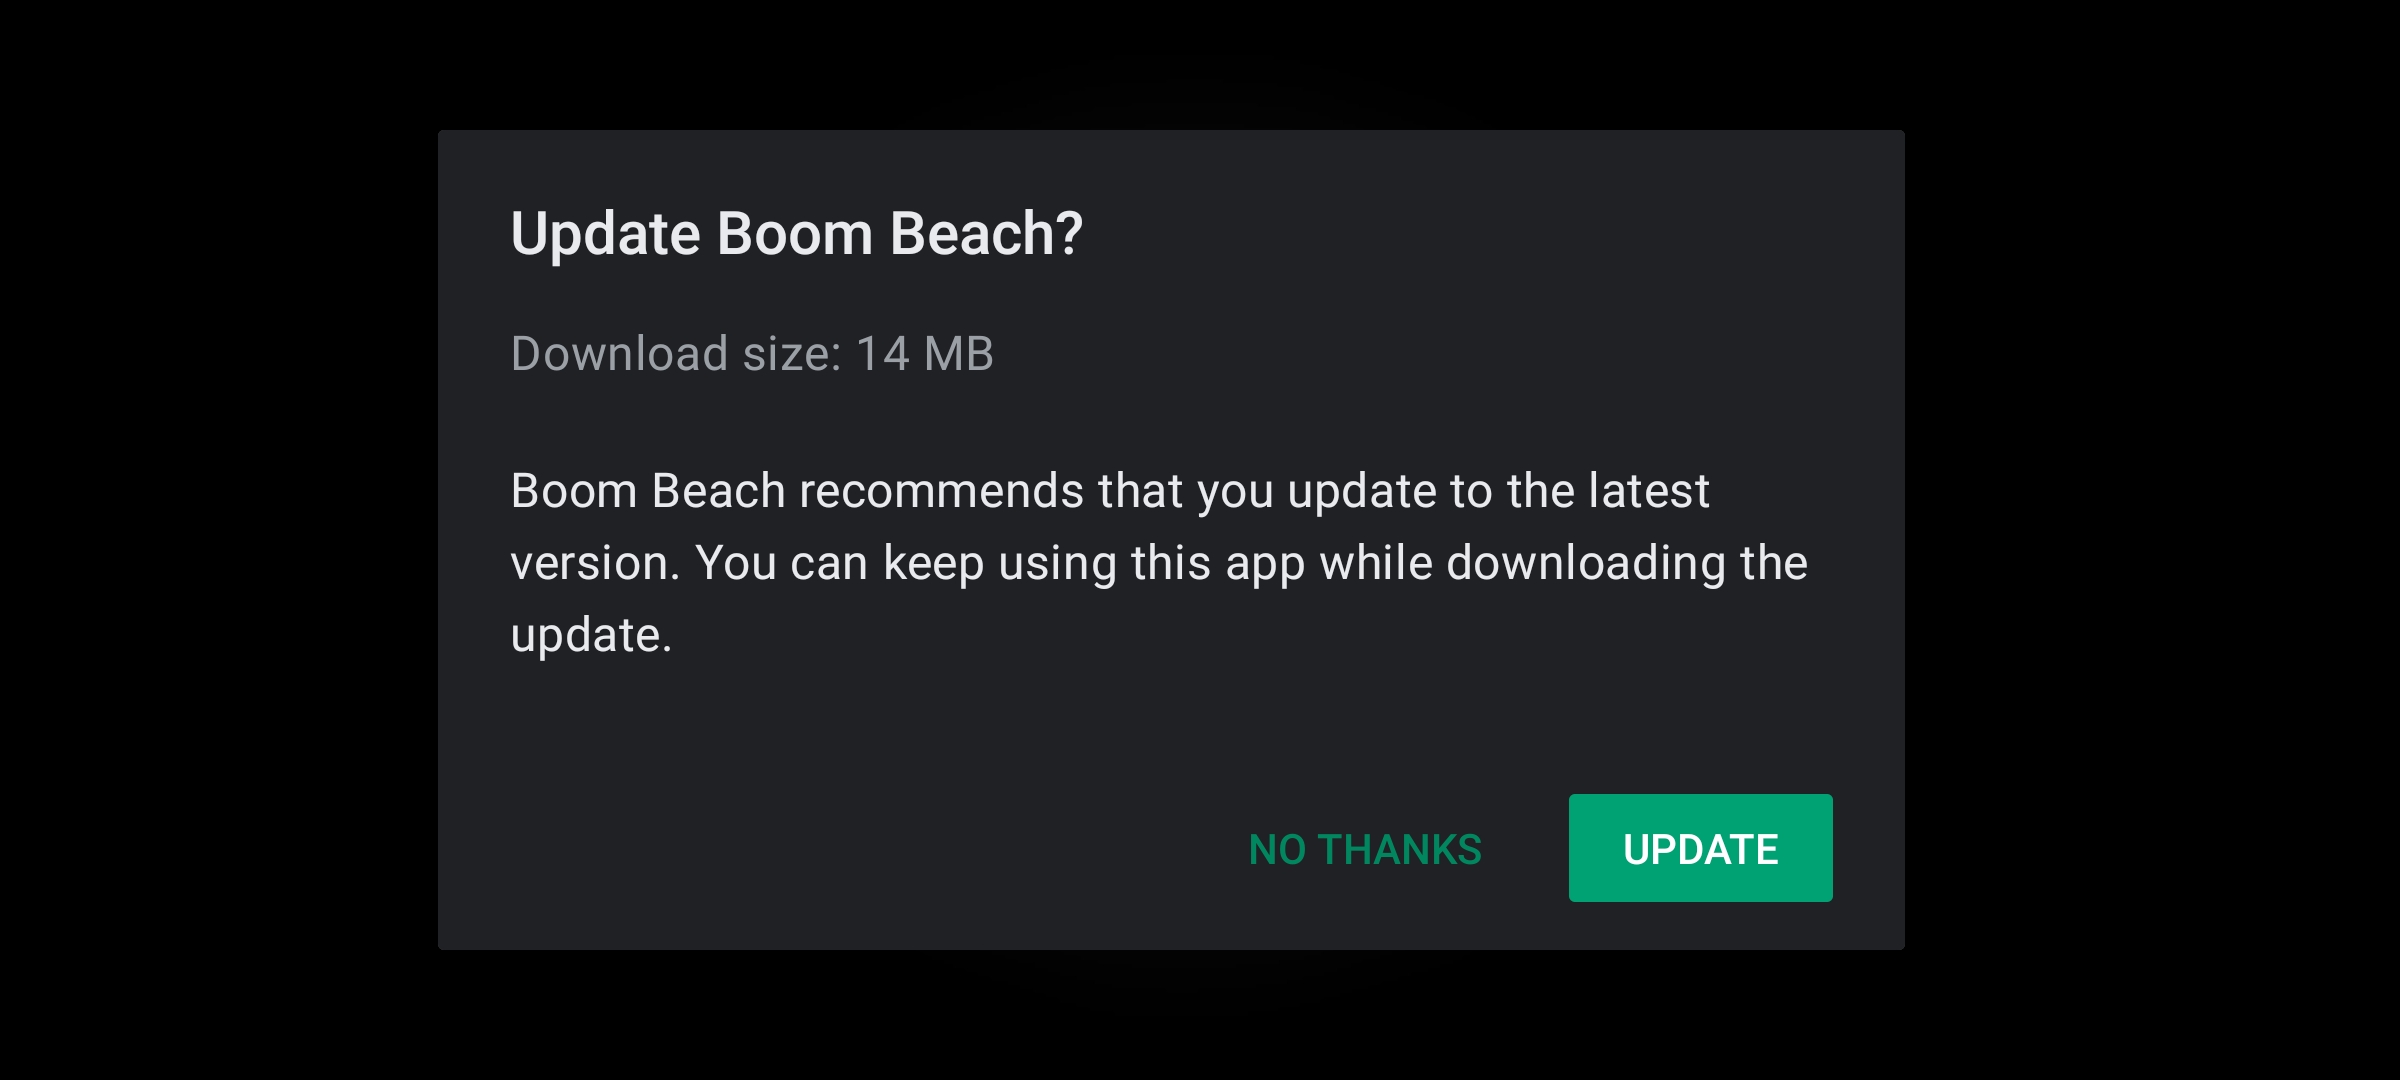 Update Boom Beach?
Download size: 14 MB
Boom Beach recommends that you update to the latest
version. You can keep using this app while downloading the
update.
NO THANKS
UPDATE